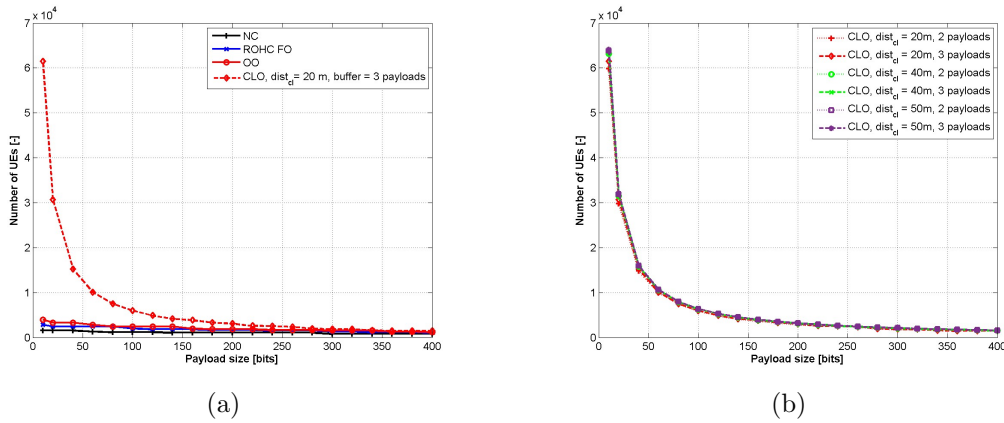 x 10^4
7
6
5
4
3
2
1
0
Number of UEs [-]
0 50 100 150 200 250 300 350 400
Payload size [bits]
NC
ROHC FO
OO
CLO, dist_cl = 20 m, buffer = 3 payloads
(a)
x 10^4
7
6
5
4
3
2
1
0
Number of UEs [-]
0 50 100 150 200 250 300 350 400
Payload size [bits]
CLO, dist_cl = 20m, 2 payloads
CLO, dist_cl = 20m, 3 payloads
CLO, dist_cl = 40m, 2 payloads
CLO, dist_cl = 40m, 3 payloads
CLO, dist_cl = 50m, 2 payloads
CLO, dist_cl = 50m, 3 payloads
(b)